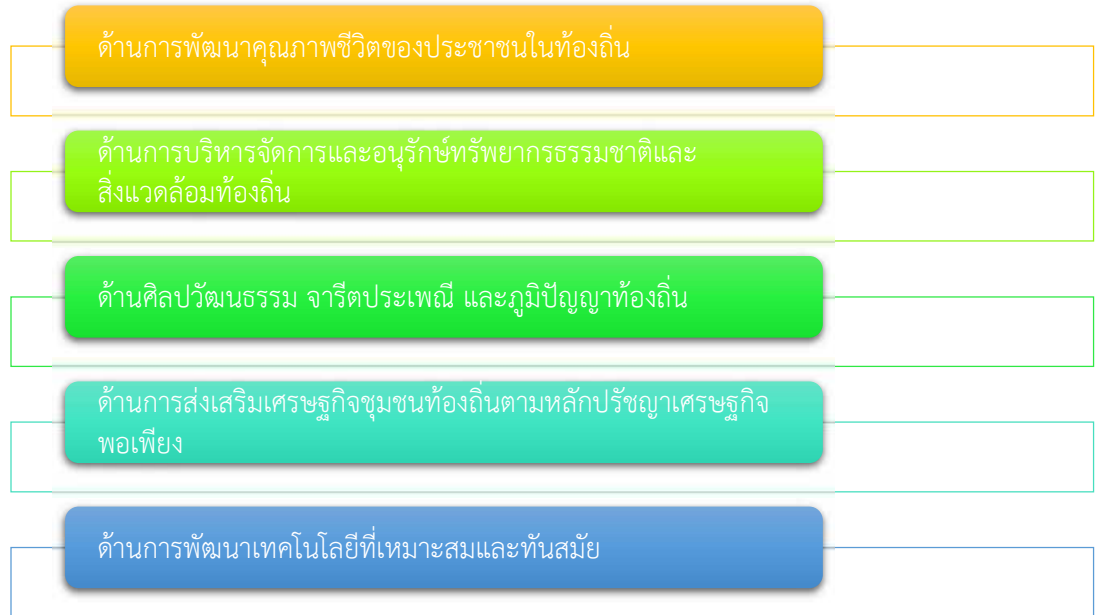 ด้านการพัฒนาคุณภาพชีวิตของประชาชนในท้องถิ่น
ด้านการบริหารจัดการและอนุรักษ์ทรัพยากรธรรมชาติและ
สิ่งแวดล้อมท้องถิ่น
ด้านศิลปวัฒนธรรม จารีตประเพณี และภูมิปัญญาท้องถิ่น
ด้านการส่งเสริมเศรษฐกิจชุมชนท้องถิ่นตามหลักปรัชญาเศรษฐกิจ
พอเพียง
ด้านการพัฒนาเทคโนโลยีที่เหมาะสมและทันสมัย